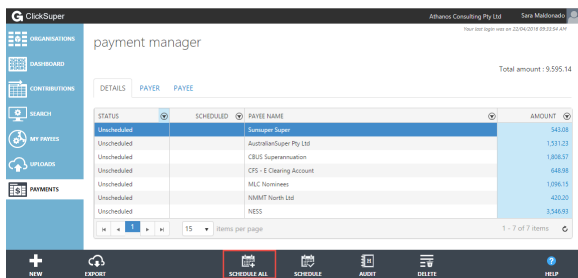 ClickSuper
Athanos Consulting Pty Ltd Sara Maldonado
Your last login was on 22/04/2016 09:23:54 AM
ORGANISATIONS
DASHBOARD
CONTRIBUTIONS
SEARCH
MY PAYEES
UPLOADS
PAYMENTS
payment manager
Total amount : 9.595.14
DETAILS PAYER PAYEE
STATUS SCHEDULED PAYEE NAME AMOUNT
Unscheduled Sunsuper Super 543.08
Unscheduled AustralianSuper Pty Ltd 1,531.23
Unscheduled CBUS Superannuation 1,808.57
Unscheduled CFS - E Clearing Account 648.98
Unscheduled MLC Nominees 1,096.15
Unscheduled NMMT North Ltd 420.20
Unscheduled NESS 3,546.93
1 15 items per page 1 - 7 of 7 items
NEW EXPORT SCHEDULE ALL SCHEDULE AUDIT DELETE HELP